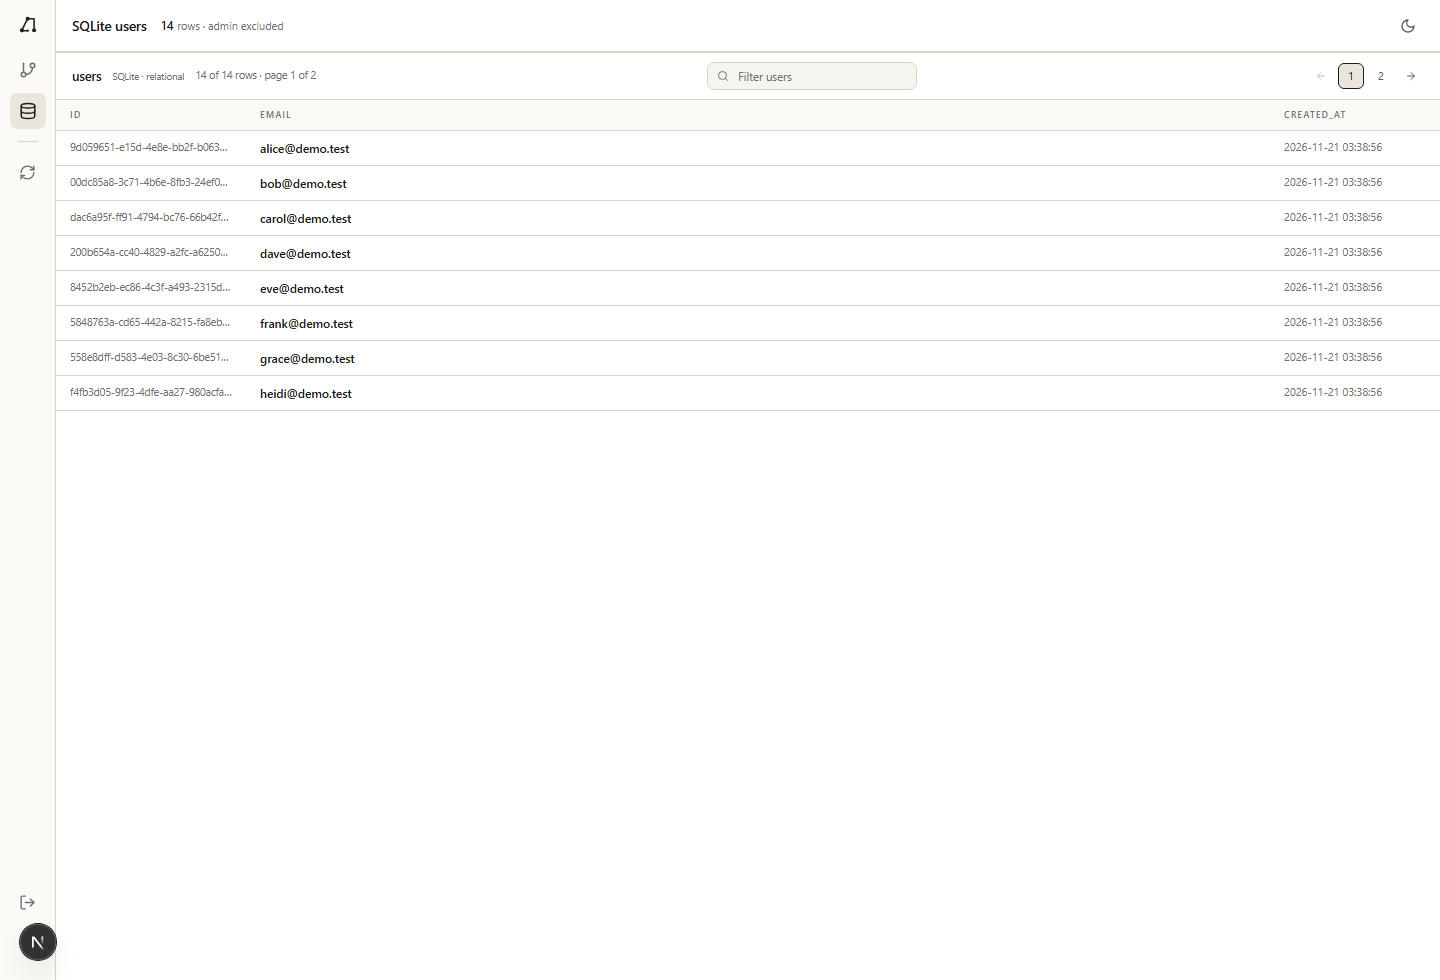 SQLite users 14 rows · admin excluded
users SQLite · relational 14 of 14 rows · page 1 of 2 Filter users 1 2
ID EMAIL CREATED_AT
9d059651-e15d-4e8e-bb2f-b063... alice@demo.test 2026-11-21 03:38:56
00dc85a8-3c71-4b6e-8fb3-24ef0... bob@demo.test 2026-11-21 03:38:56
dac6a95f-ff91-4794-bc76-66b42f... carol@demo.test 2026-11-21 03:38:56
200b654a-cc40-4829-a2fc-a6250... dave@demo.test 2026-11-21 03:38:56
8452b2eb-ec86-4c3f-a493-2315d... eve@demo.test 2026-11-21 03:38:56
5848763a-cd65-442a-8215-fa8eb... frank@demo.test 2026-11-21 03:38:56
558e8dff-d583-4e03-8c30-6be51... grace@demo.test 2026-11-21 03:38:56
f4fb3d05-9f23-4dfe-aa27-980acfa... heidi@demo.test 2026-11-21 03:38:56
N